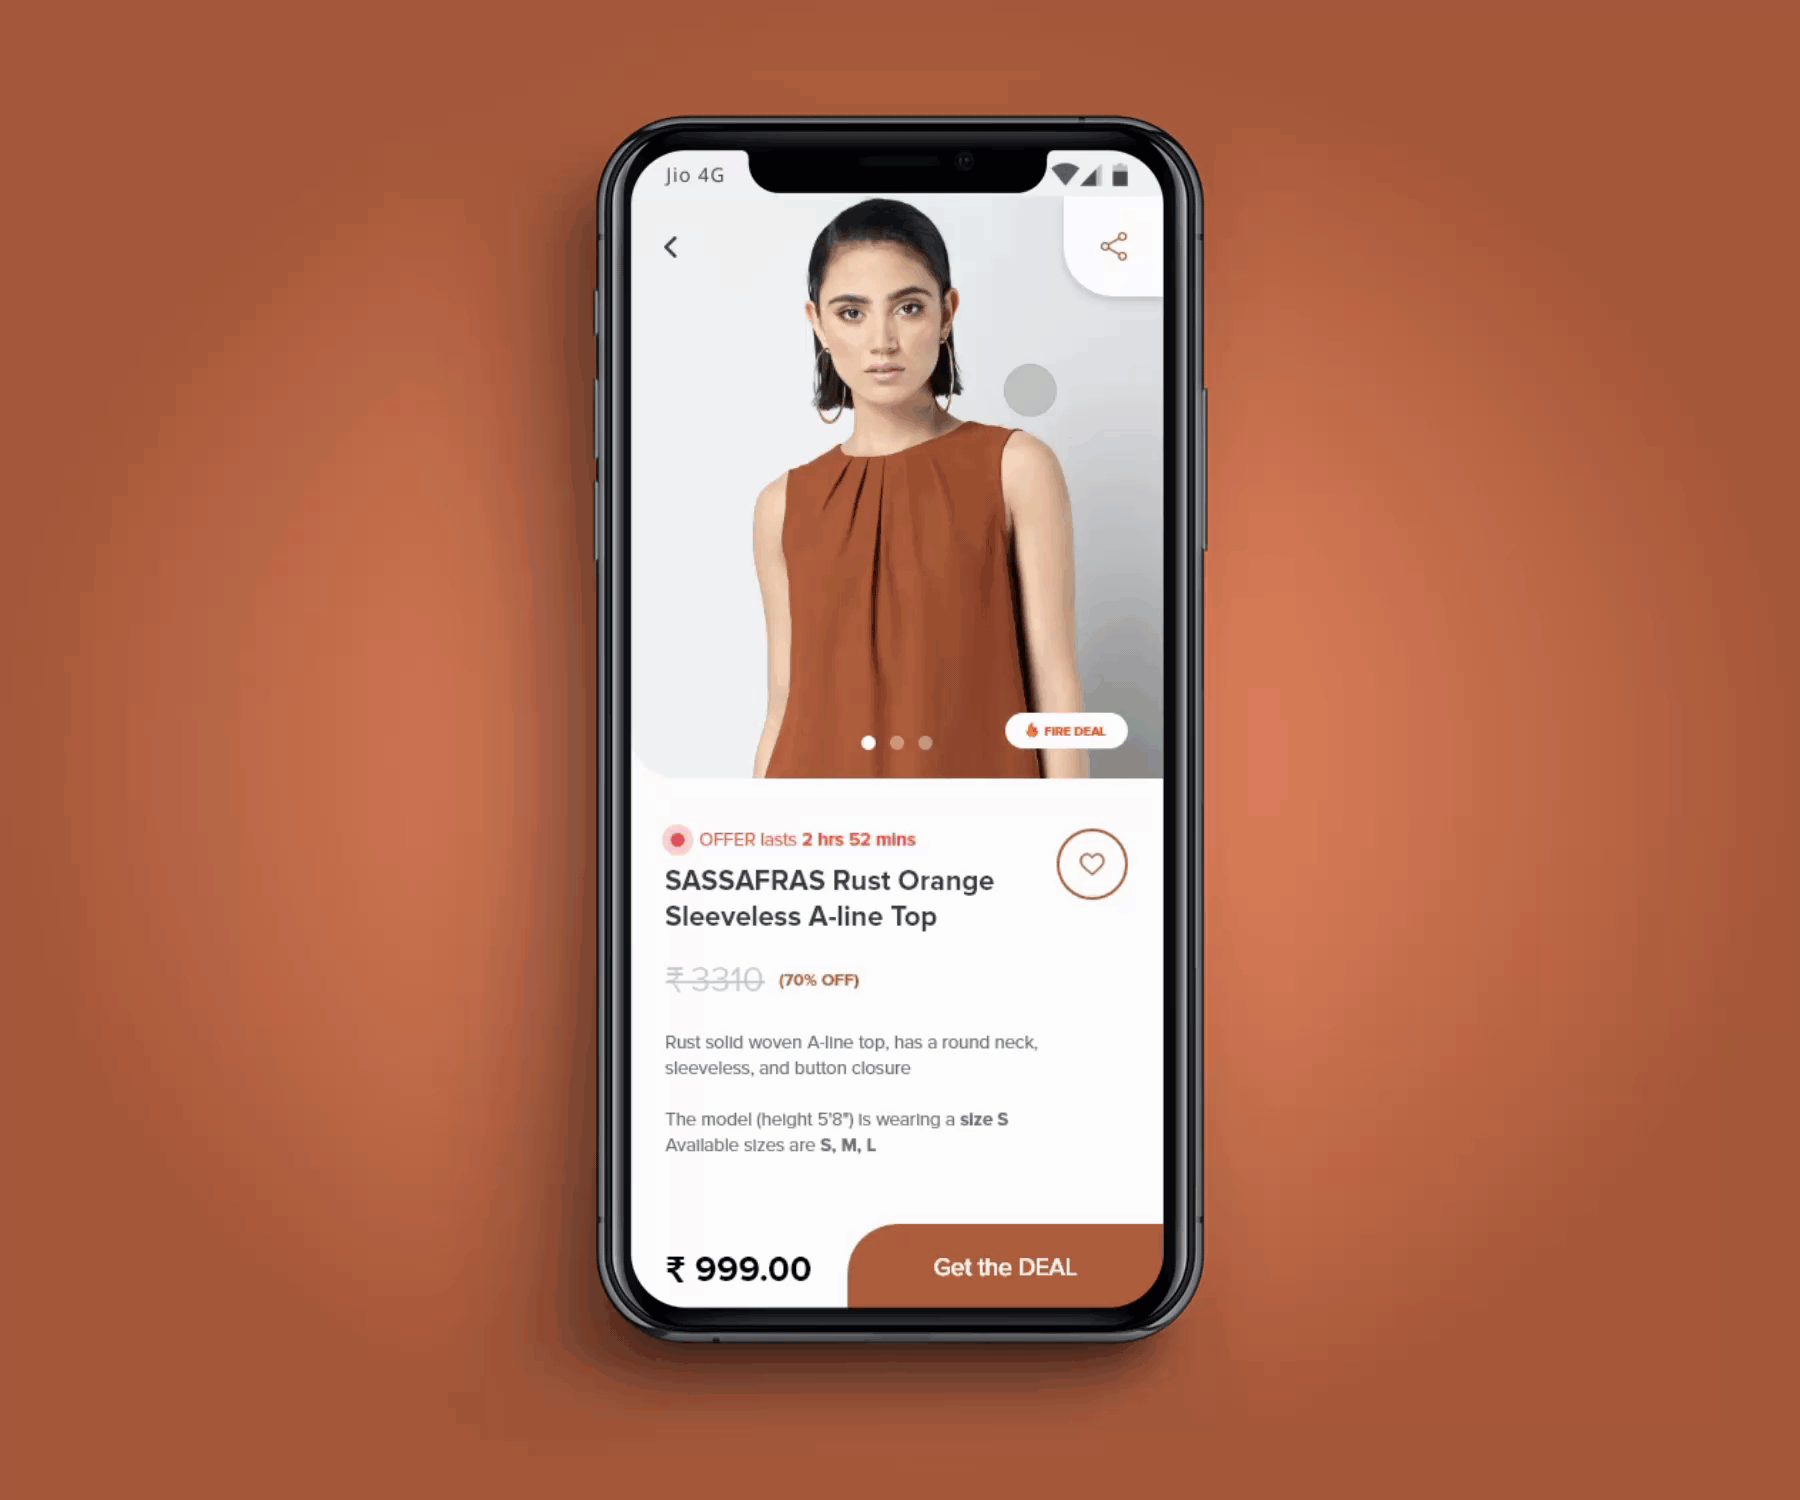 Jio 4G
FIRE DEAL
OFFER lasts 2 hrs 52 mins
SASSAFRAS Rust Orange
Sleeveless A-line Top
₹ 3310 (70% OFF)
Rust solid woven A-line top, has a round neck,
sleeveless, and button closure
The model (height 5'8") is wearing a size S
Available sizes are S, M, L
₹ 999.00
Get the DEAL